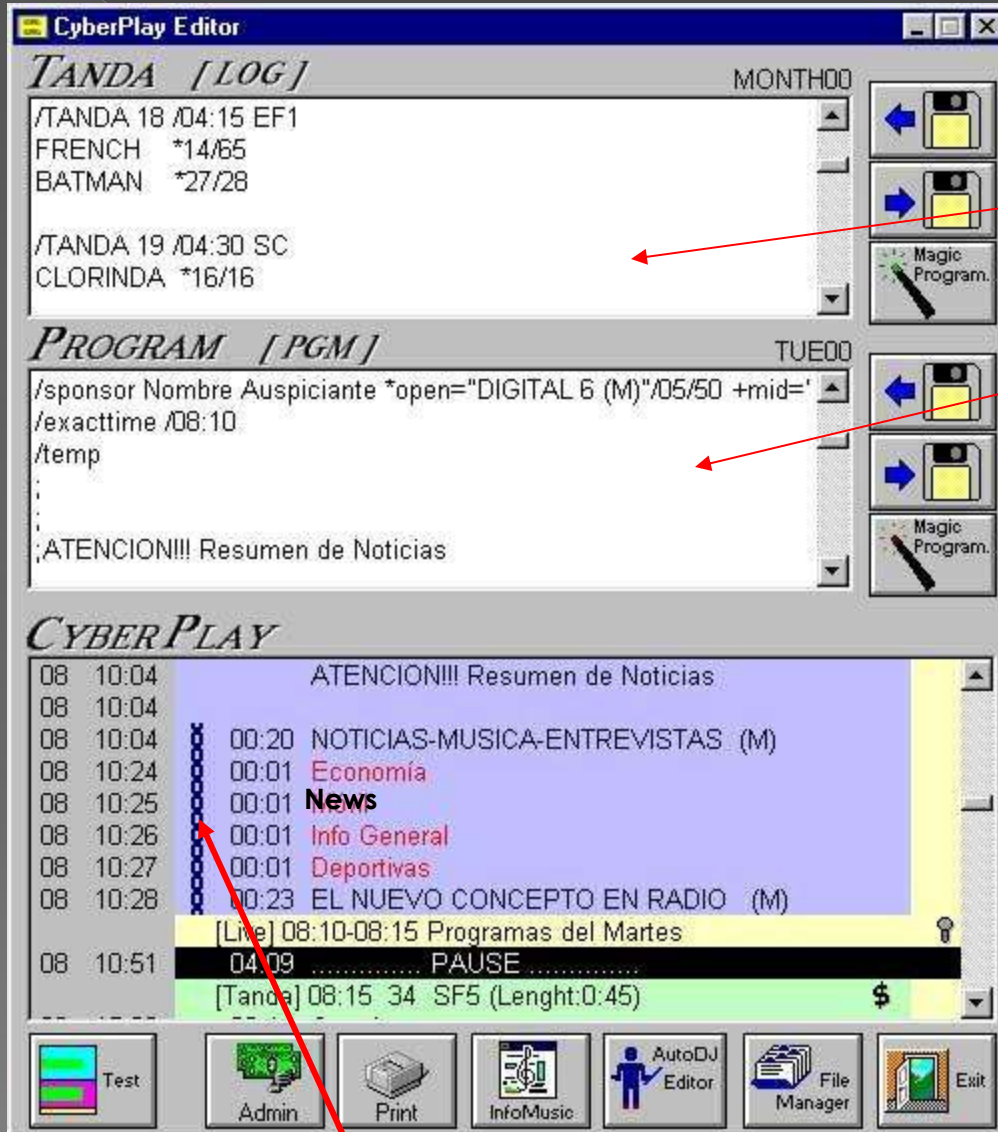 CyberPlay Editor
TANDA [LOG]
MONTH00
/TANDA 18 /04:15 EF1
FRENCH *14/65
BATMAN *27/28
/TANDA 19 /04:30 SC
CLORINDA *16/16
Magic Program.
PROGRAM [PGM]
TUE00
/sponsor Nombre Auspiciante *open="DIGITAL 6 (M)"/05/50 +mid='
/exacttime /08:10
/temp
;
;
;ATENCION!!! Resumen de Noticias
Magic Program.
CYBERPLAY
08 10:04 ATENCION!!! Resumen de Noticias
08 10:04
08 10:04 00:20 NOTICIAS-MUSICA-ENTREVISTAS (M)
08 10:24 00:01 Economía
08 10:25 00:01 News
08 10:26 00:01 Info General
08 10:27 00:01 Deportivas
08 10:28 00:23 EL NUEVO CONCEPTO EN RADIO (M)
[Live] 08:10-08:15 Programas del Martes
08 10:51 04:09 ............. PAUSE ..............
[Tanda] 08:15 34 SF5 (Lenght:0:45) $
Test
Admin
Print
InfoMusic
AutoDJ Editor
File Manager
Exit